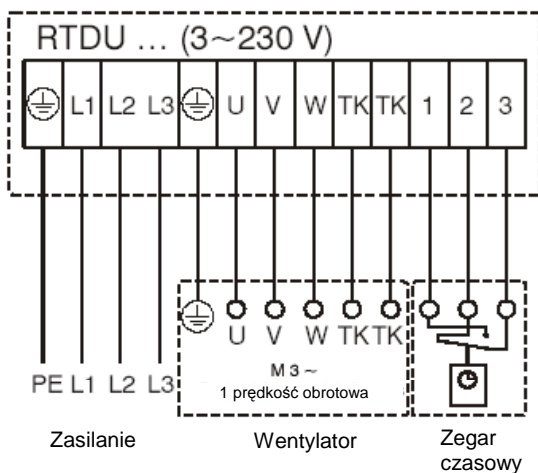 RTDU ... (3~230 V)
L1 L2 L3 U V W TK TK 1 2 3
U V W TK TK
M 3 ~
1 prędkość obrotowa
PE L1 L2 L3
Zasilanie Wentylator Zegar
czasowy